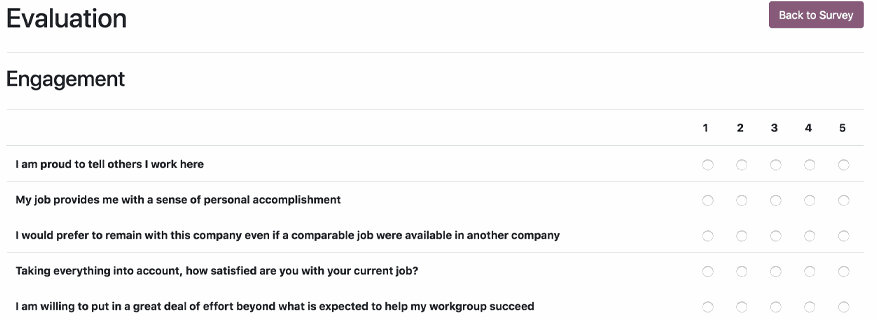 Evaluation
Back to Survey
Engagement
1 2 3 4 5
I am proud to tell others I work here
My job provides me with a sense of personal accomplishment
I would prefer to remain with this company even if a comparable job were available in another company
Taking everything into account, how satisfied are you with your current job?
I am willing to put in a great deal of effort beyond what is expected to help my workgroup succeed